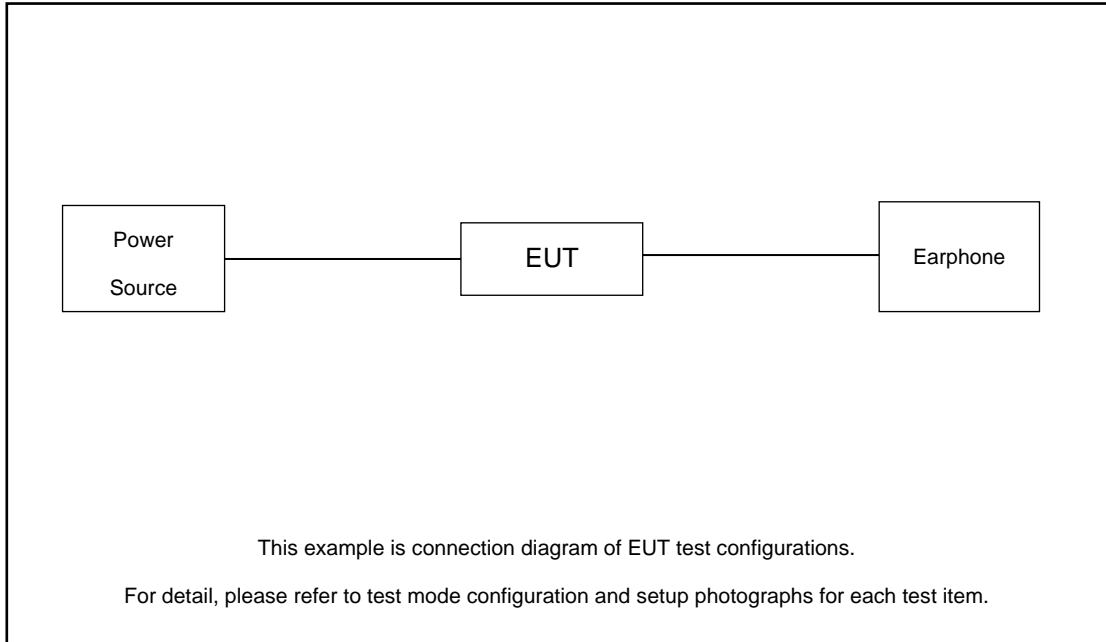 Power
Source
EUT
Earphone
This example is connection diagram of EUT test configurations.
For detail, please refer to test mode configuration and setup photographs for each test item.